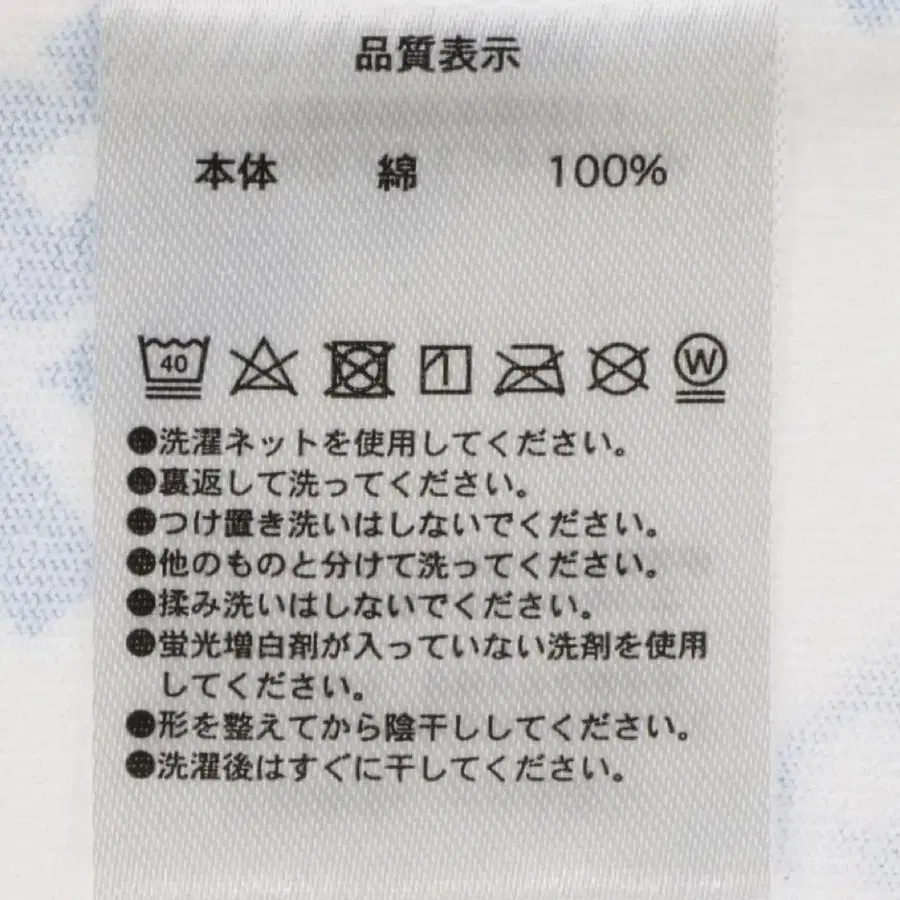 品質表示
本体 綿 100%
40 W
●洗濯ネットを使用してください。
●裏返して洗ってください。
●つけ置き洗いはしないでください。
●他のものと分けて洗ってください。
●揉み洗いはしないでください。
●蛍光増白剤が入っていない洗剤を使用
してください。
●形を整えてから陰干ししてください。
●洗濯後はすぐに干してください。